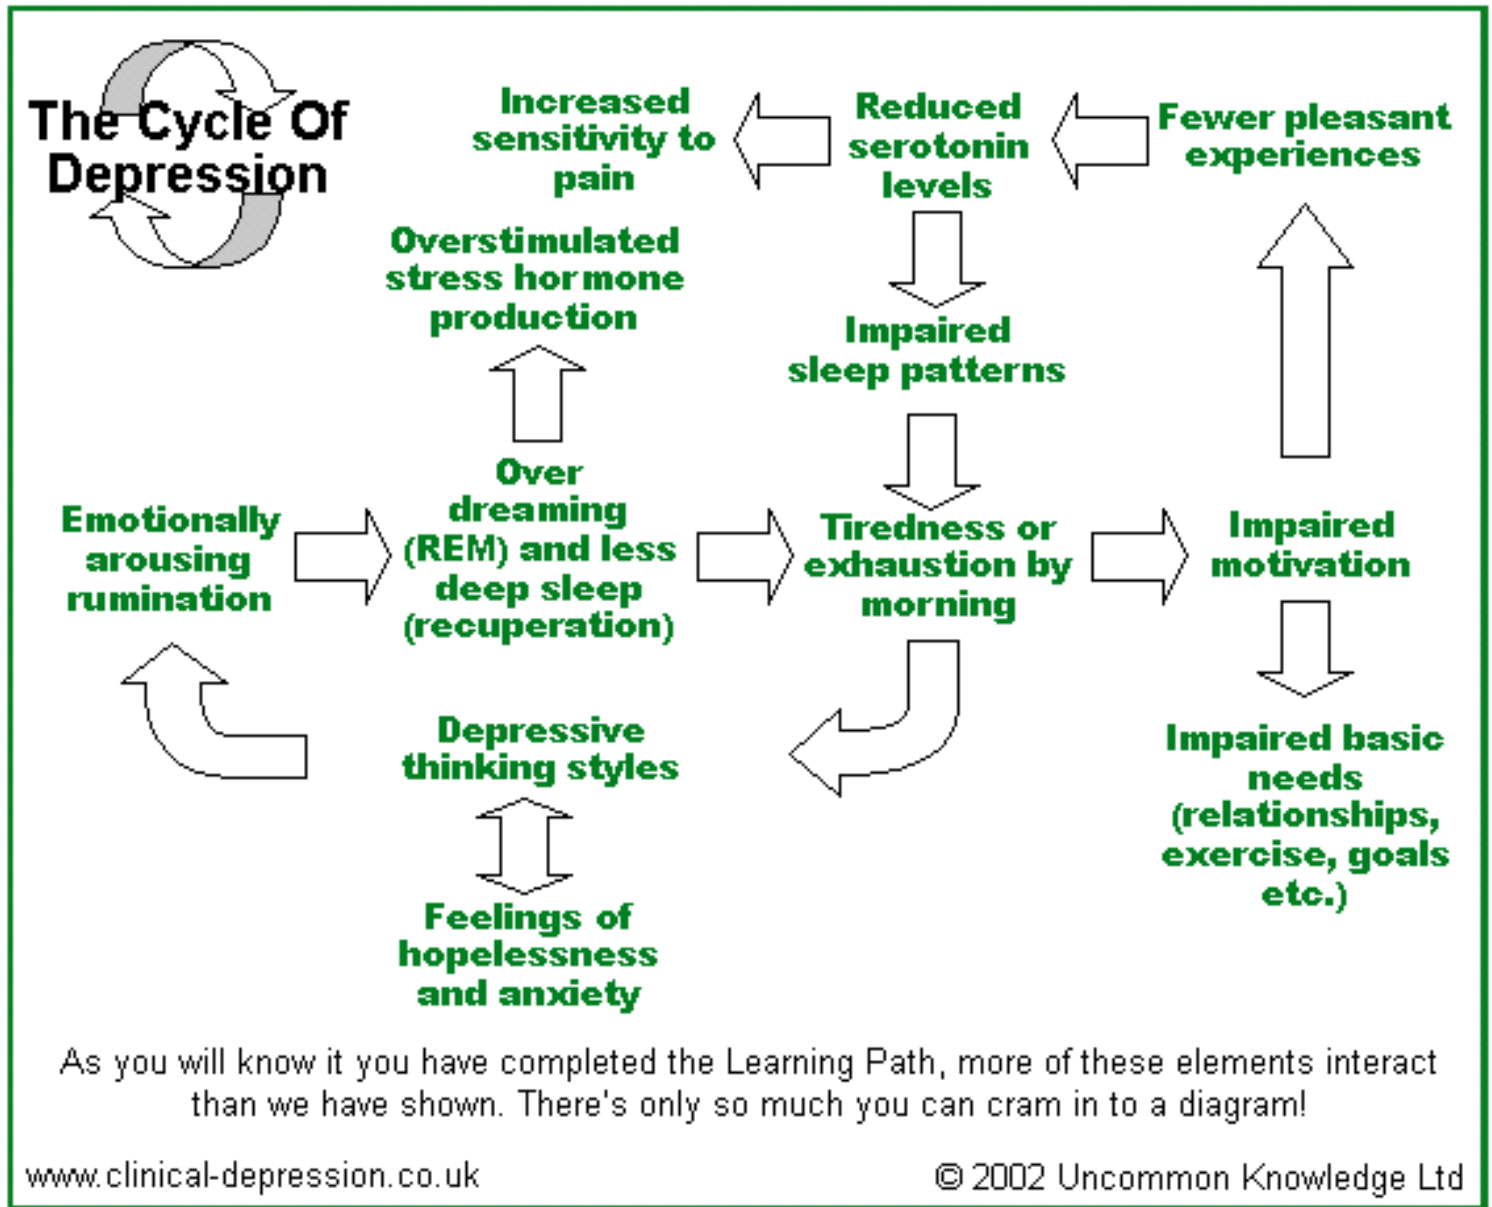 The Cycle Of
Depression
Increased
sensitivity to
pain
Reduced
serotonin
levels
Fewer pleasant
experiences
Overstimulated
stress hormone
production
Impaired
sleep patterns
Emotionally
arousing
rumination
Over
dreaming
(REM) and less
deep sleep
(recuperation)
Tiredness or
exhaustion by
morning
Impaired
motivation
Depressive
thinking styles
Impaired basic
needs
(relationships,
exercise, goals
etc.)
Feelings of
hopelessness
and anxiety
As you will know it you have completed the Learning Path, more of these elements interact
than we have shown. There's only so much you can cram in to a diagram!
www.clinical-depression.co.uk
© 2002 Uncommon Knowledge Ltd